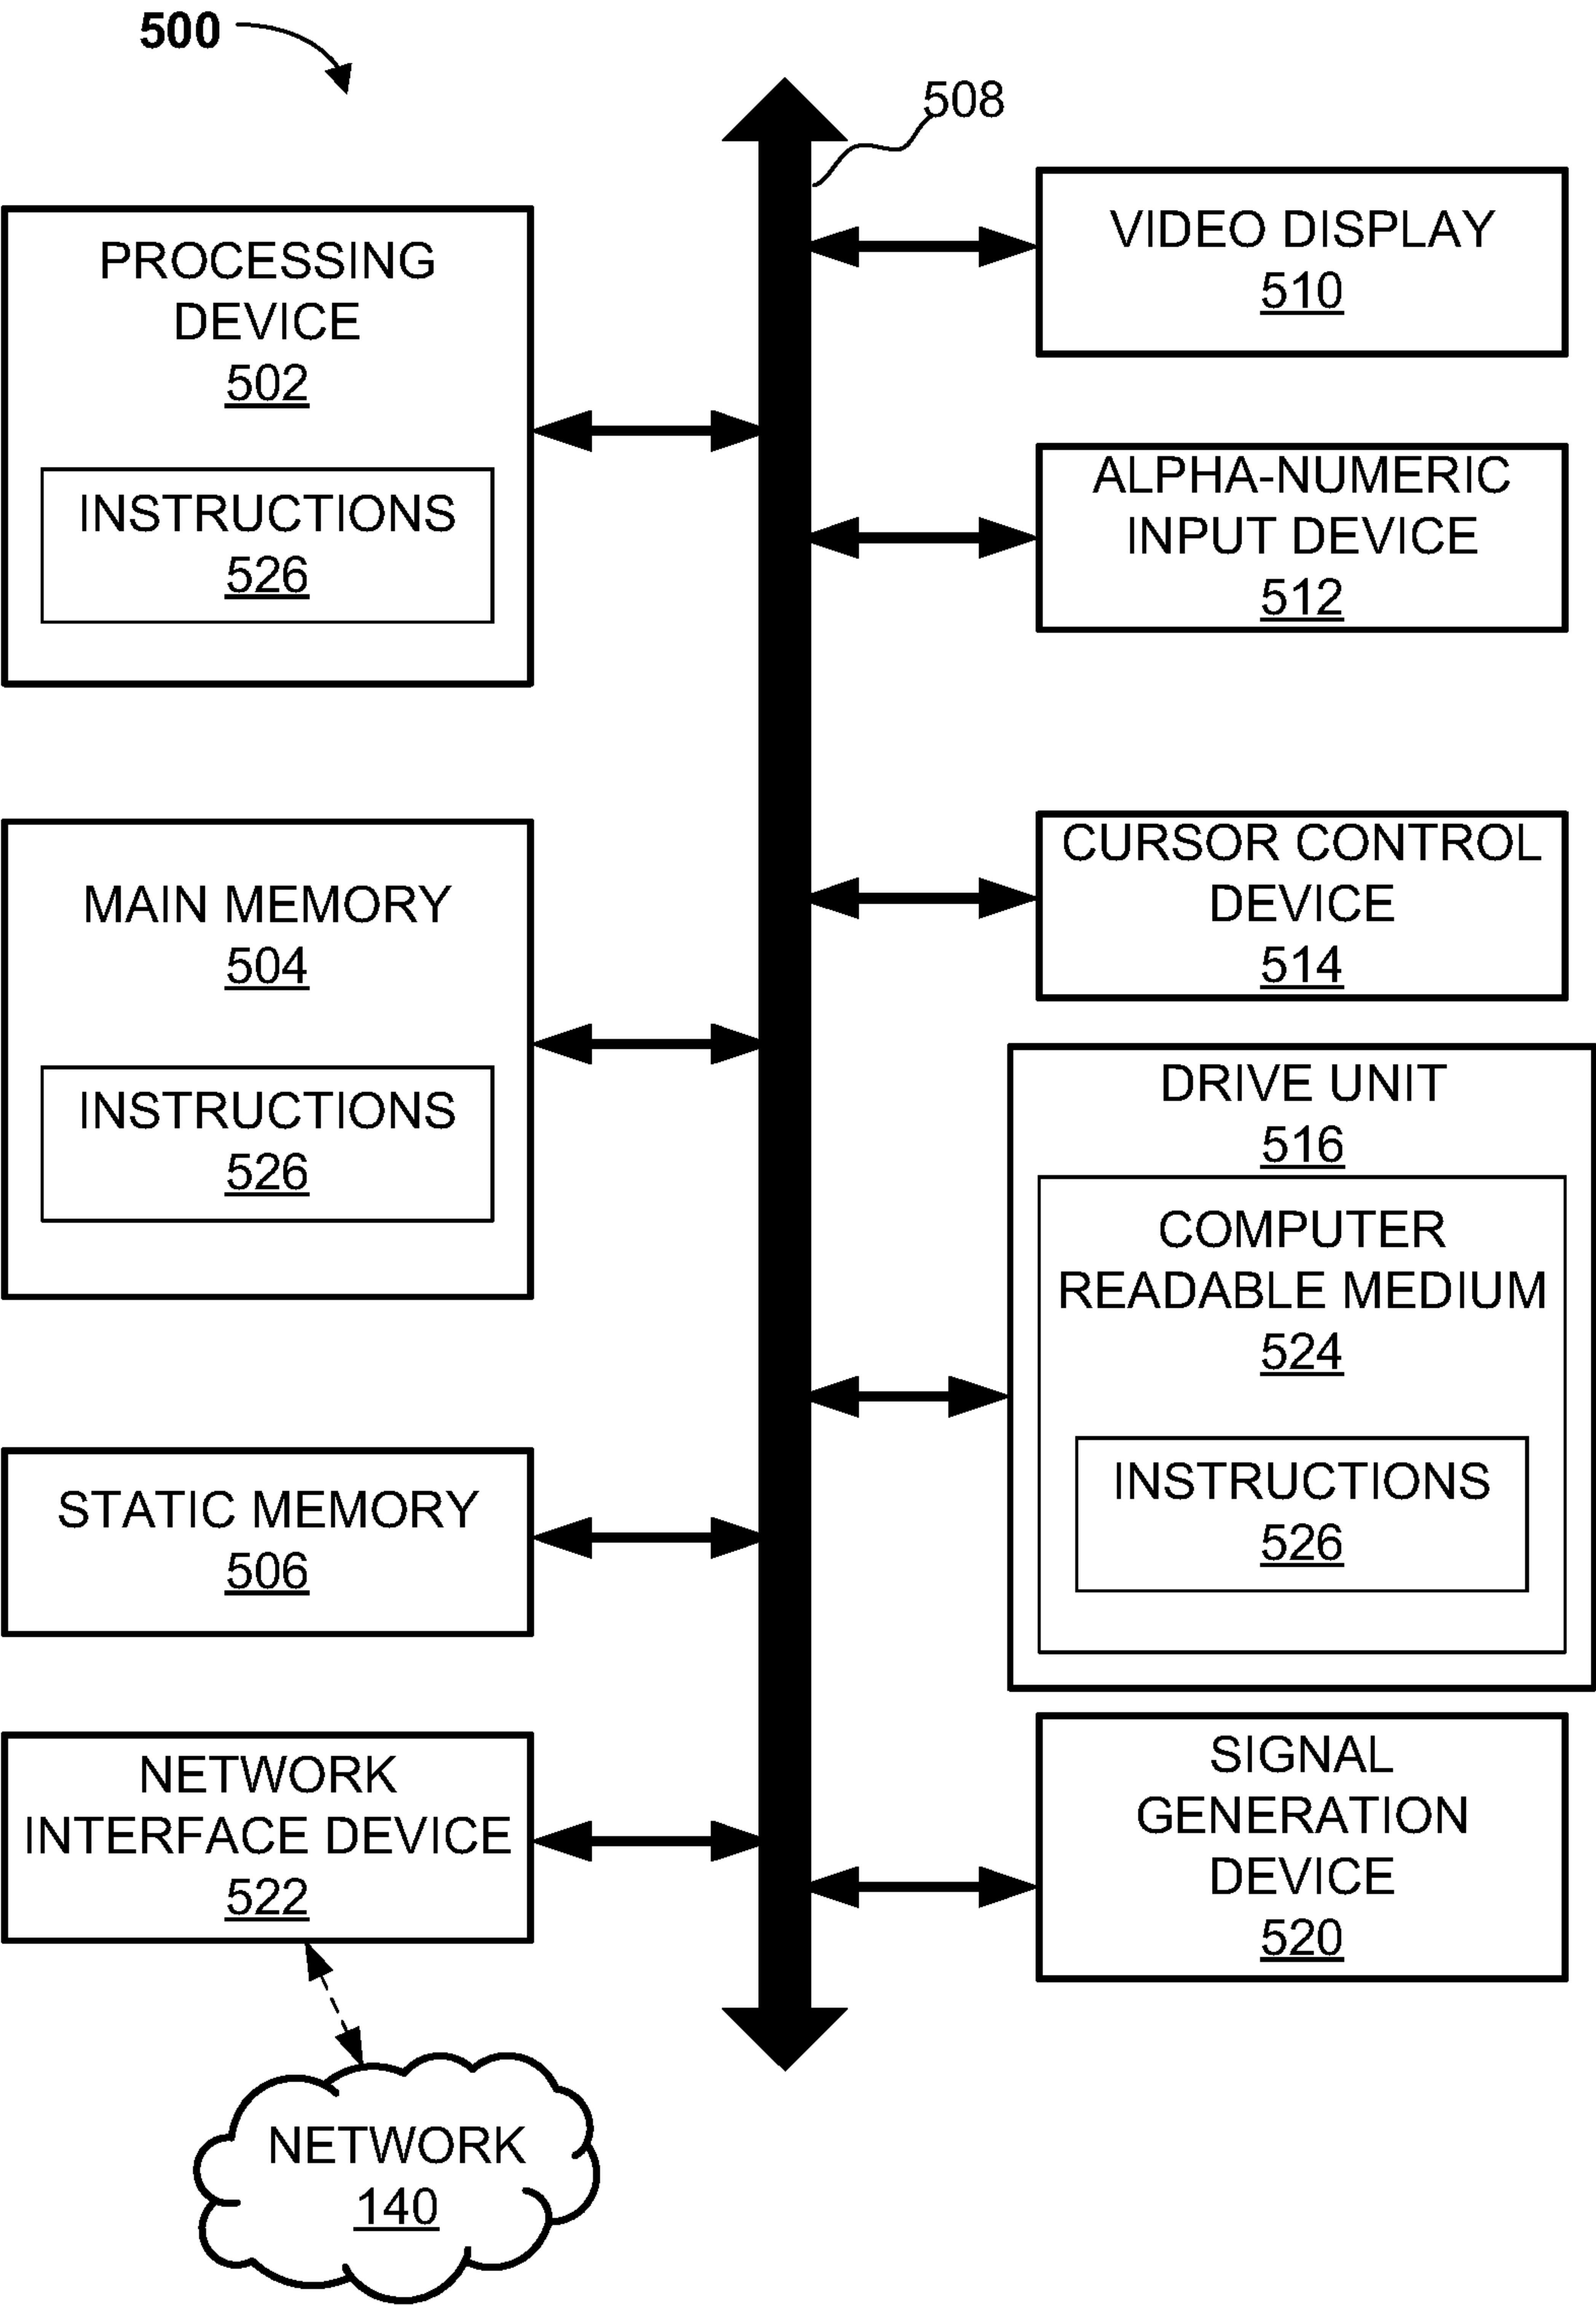 500
508
PROCESSING
DEVICE
502
INSTRUCTIONS
526
MAIN MEMORY
504
INSTRUCTIONS
526
STATIC MEMORY
506
NETWORK
INTERFACE DEVICE
522
NETWORK
140
VIDEO DISPLAY
510
ALPHA-NUMERIC
INPUT DEVICE
512
CURSOR CONTROL
DEVICE
514
DRIVE UNIT
516
COMPUTER
READABLE MEDIUM
524
INSTRUCTIONS
526
SIGNAL
GENERATION
DEVICE
520